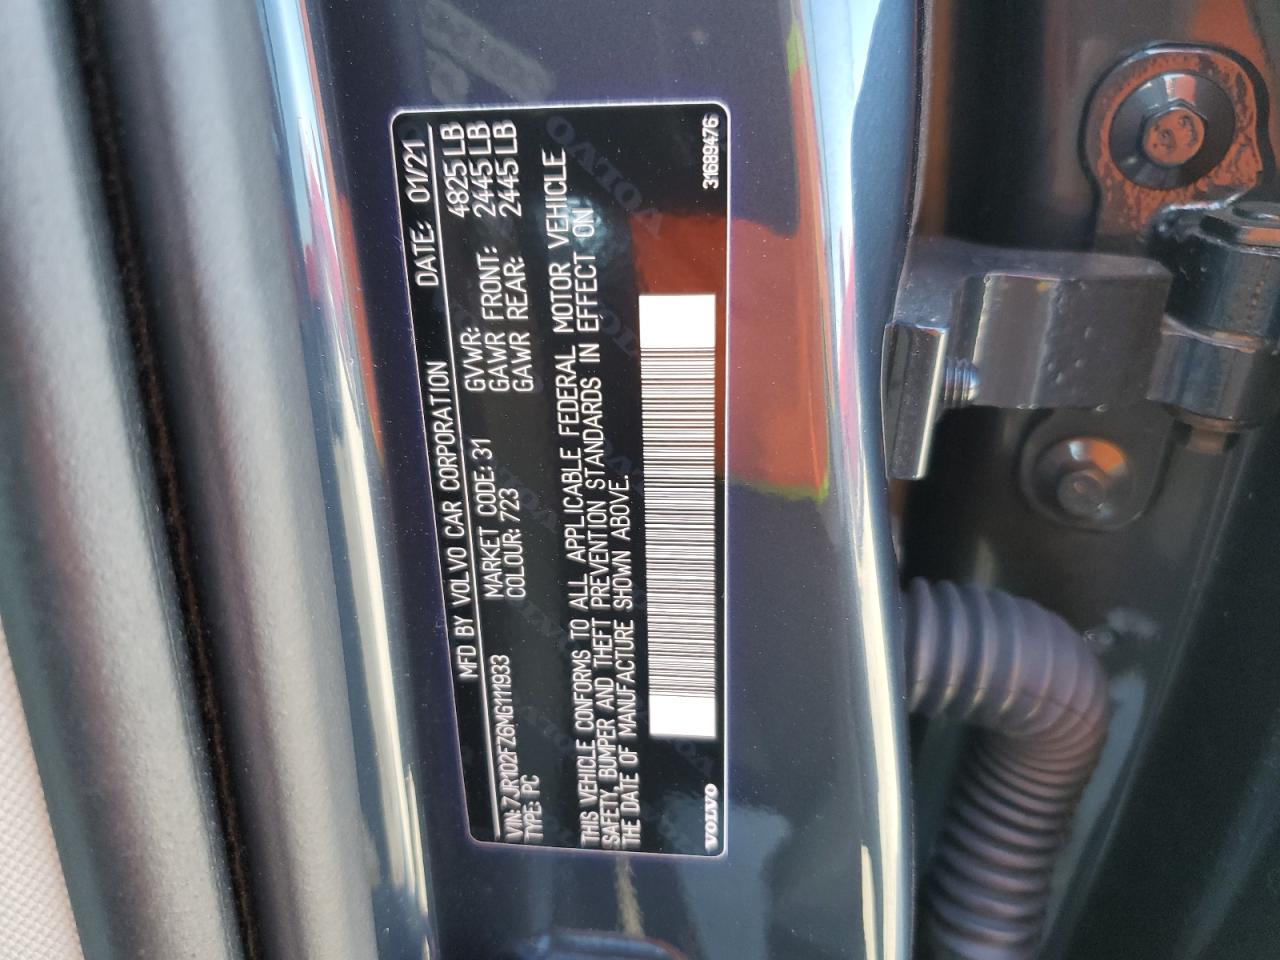 MFD BY VOLVO CAR CORPORATION DATE: 01/21
VIN: 7JR102FZ6MG111933 MARKET CODE: 31 GVWR: 4825 LB
TYPE: PC COLOUR: 723 GAWR FRONT: 2445 LB
GAWR REAR: 2445 LB
THIS VEHICLE CONFORMS TO ALL APPLICABLE FEDERAL MOTOR VEHICLE
SAFETY, BUMPER AND THEFT PREVENTION STANDARDS IN EFFECT ON
THE DATE OF MANUFACTURE SHOWN ABOVE.
VOLVO 31689476